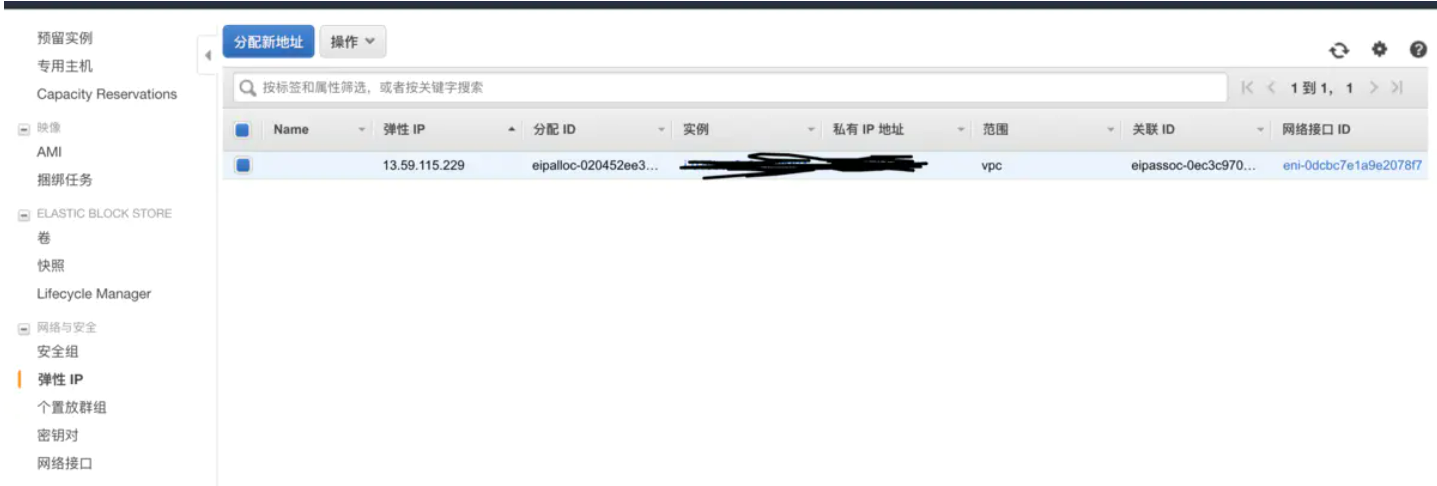 预留实例
专用主机
Capacity Reservations
映像
AMI
捆绑任务
ELASTIC BLOCK STORE
卷
快照
Lifecycle Manager
网络与安全
安全组
弹性 IP
个置放群组
密钥对
网络接口
分配新地址 操作
按标签和属性筛选，或者按关键字搜索 1 到 1， 1
Name 弹性 IP 分配 ID 实例 私有 IP 地址 范围 关联 ID 网络接口 ID
13.59.115.229 eipalloc-020452ee3... vpc eipassoc-0ec3c970... eni-0dcbc7e1a9e2078f7